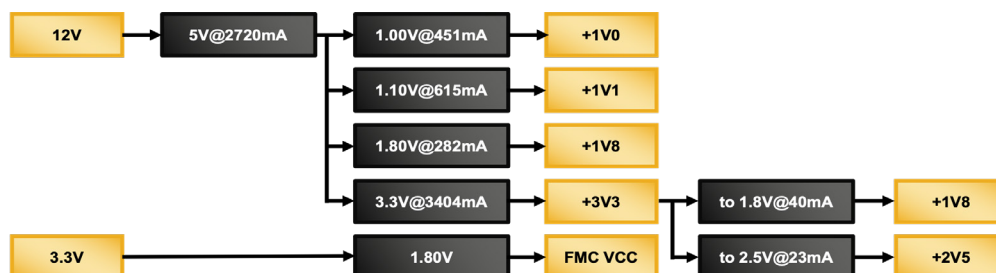 12V
5V@2720mA
1.00V@451mA
+1V0
1.10V@615mA
+1V1
1.80V@282mA
+1V8
3.3V@3404mA
+3V3
to 1.8V@40mA
+1V8
3.3V
1.80V
FMC VCC
to 2.5V@23mA
+2V5